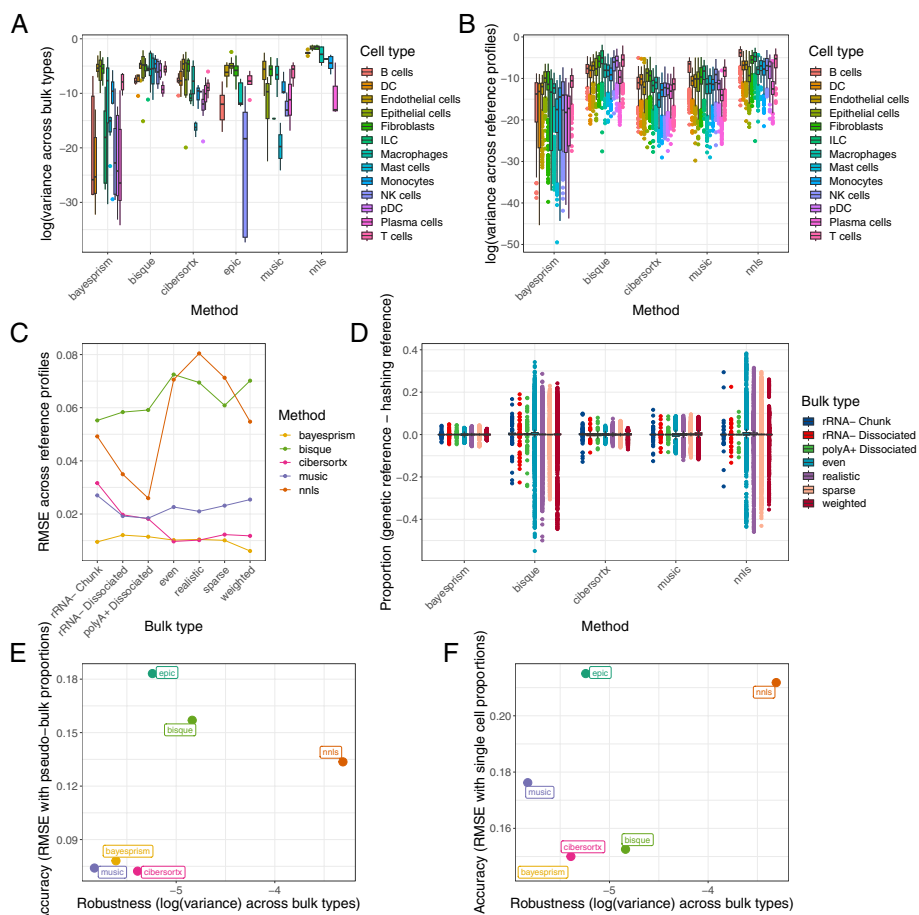 A
log(variance across bulk types)
0
−10
−20
−30
bayesprism
bisque
cibersortx
epic
music
nnls
Method
Cell type
B cells
DC
Endothelial cells
Epithelial cells
Fibroblasts
ILC
Macrophages
Mast cells
Monocytes
NK cells
pDC
Plasma cells
T cells
B
log(variance across reference profiles)
0
−10
−20
−30
−40
−50
bayesprism
bisque
cibersortx
music
nnls
Method
Cell type
B cells
DC
Endothelial cells
Epithelial cells
Fibroblasts
ILC
Macrophages
Mast cells
Monocytes
NK cells
pDC
Plasma cells
T cells
C
RMSE across reference profiles
0.08
0.06
0.04
0.02
rRNA− Chunk
rRNA− Dissociated
polyA+ Dissociated
even
realistic
sparse
weighted
Bulk type
Method
bayesprism
bisque
cibersortx
music
nnls
D
Proportion (genetic reference − hashing reference)
0.4
0.2
0.0
−0.2
−0.4
bayesprism
bisque
cibersortx
music
nnls
Method
Bulk type
rRNA− Chunk
rRNA− Dissociated
polyA+ Dissociated
even
realistic
sparse
weighted
E
(RMSE with pseudo−bulk proportions)
0.18
0.15
0.12
0.09
epic
bisque
nnls
bayesprism
music
cibersortx
−5
−4
Robustness (log(variance) across bulk types)
F
Accuracy (RMSE with single cell proportions)
0.20
0.18
0.16
epic
nnls
music
cibersortx
bisque
bayesprism
−5
−4
Robustness (log(variance) across bulk types)